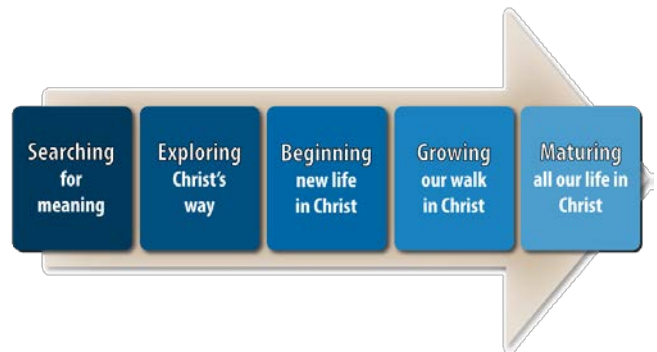 Searching
for
meaning
Exploring
Christ's
way
Beginning
new life
in Christ
Growing
our walk
in Christ
Maturing
all our life in
Christ